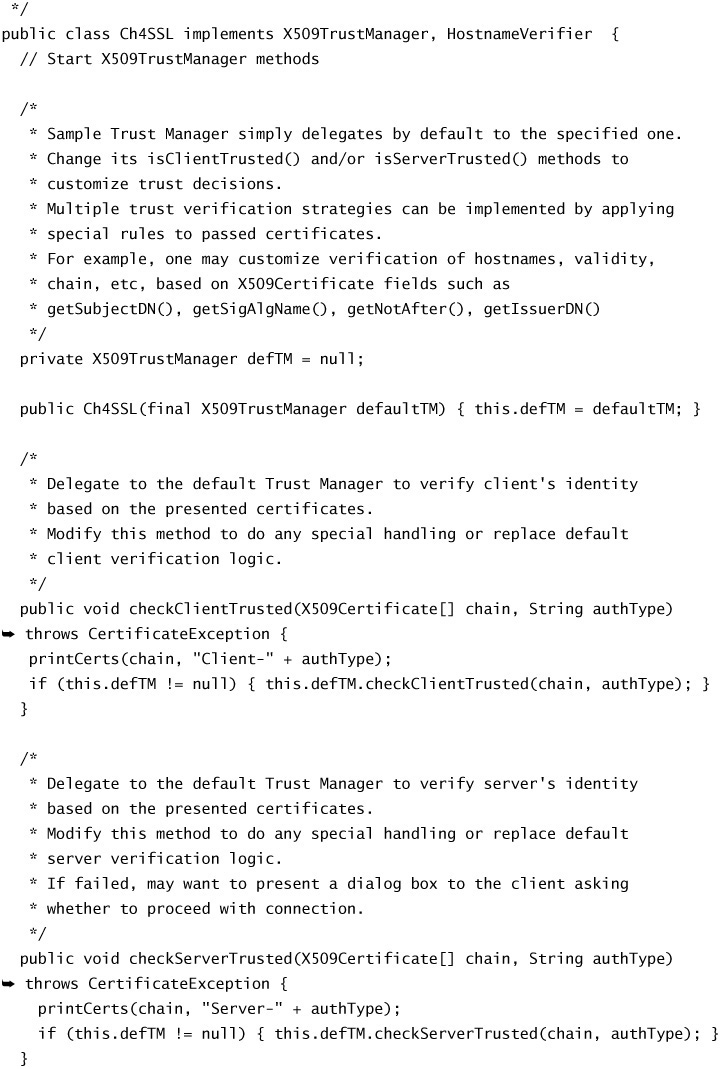 */
public class Ch4SSL implements X509TrustManager, HostnameVerifier  {
  // Start X509TrustManager methods

  /*
   * Sample Trust Manager simply delegates by default to the specified one.
   * Change its isClientTrusted() and/or isServerTrusted() methods to
   * customize trust decisions.
   * Multiple trust verification strategies can be implemented by applying
   * special rules to passed certificates.
   * For example, one may customize verification of hostnames, validity,
   * chain, etc, based on X509Certificate fields such as
   * getSubjectDN(), getSigAlgName(), getNotAfter(), getIssuerDN()
   */
  private X509TrustManager defTM = null;

  public Ch4SSL(final X509TrustManager defaultTM) { this.defTM = defaultTM; }

  /*
   * Delegate to the default Trust Manager to verify client's identity
   * based on the presented certificates.
   * Modify this method to do any special handling or replace default
   * client verification logic.
   */
  public void checkClientTrusted(X509Certificate[] chain, String authType)
➥ throws CertificateException {
   printCerts(chain, "Client-" + authType);
   if (this.defTM != null) { this.defTM.checkClientTrusted(chain, authType); }
  }

  /*
   * Delegate to the default Trust Manager to verify server's identity
   * based on the presented certificates.
   * Modify this method to do any special handling or replace default
   * server verification logic.
   * If failed, may want to present a dialog box to the client asking
   * whether to proceed with connection.
   */
  public void checkServerTrusted(X509Certificate[] chain, String authType)
➥ throws CertificateException {
    printCerts(chain, "Server-" + authType);
    if (this.defTM != null) { this.defTM.checkServerTrusted(chain, authType); }
  }